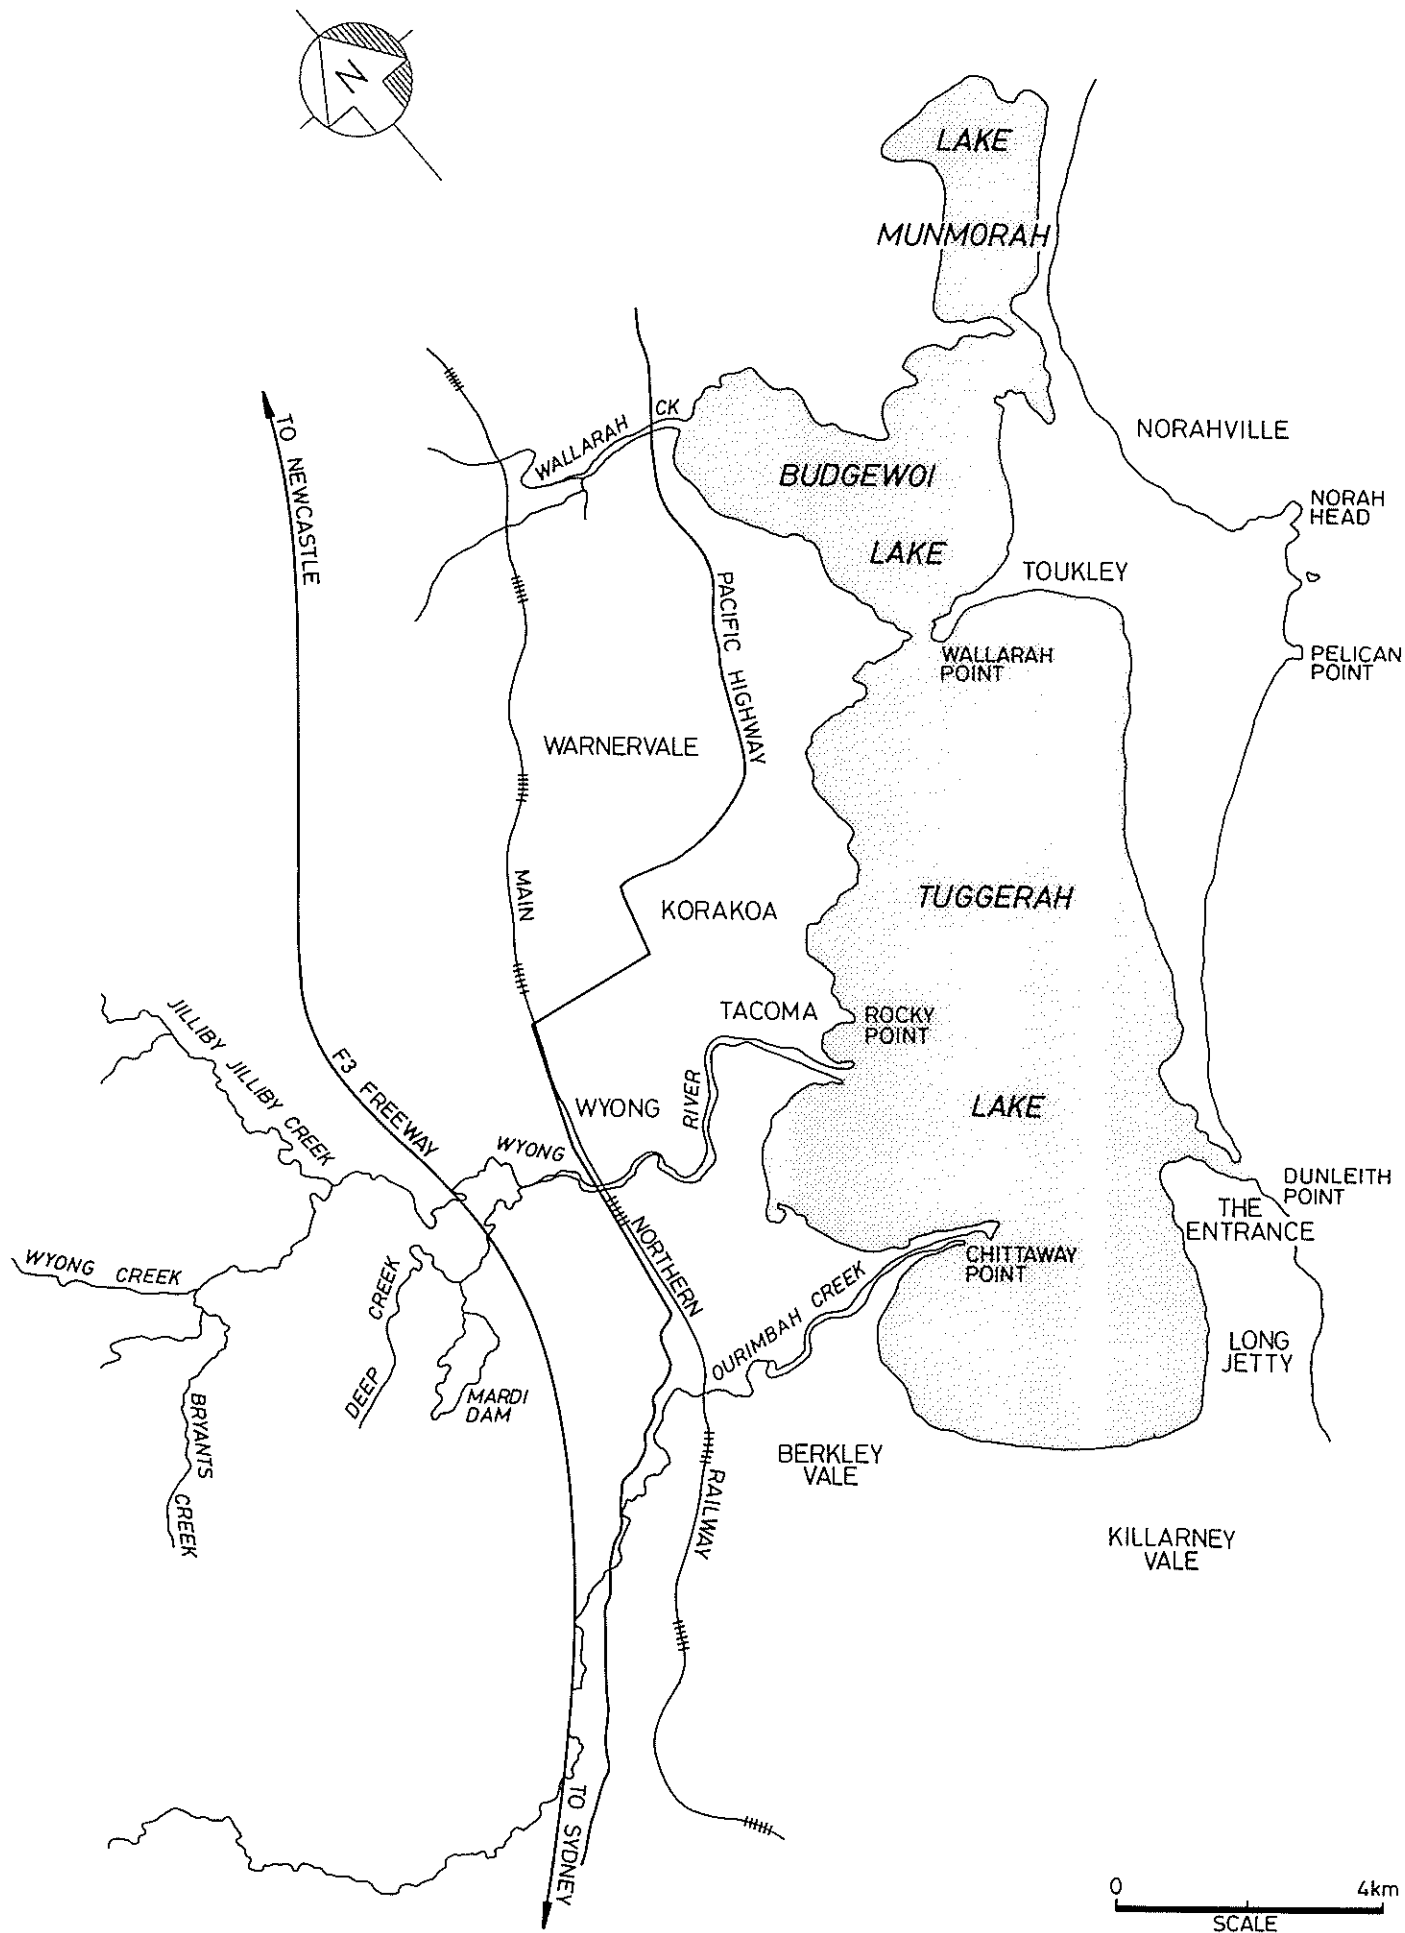 N
LAKE
MUNMORAH
WALLARAH CK
TO NEWCASTLE
BUDGEWOI
LAKE
NORAHVILLE
NORAH
HEAD
TOUKLEY
PACIFIC HIGHWAY
WALLARAH
POINT
PELICAN
POINT
WARNERVALE
MAIN
KORAKOA
TUGGERAH
LAKE
TACOMA
ROCKY
POINT
JILLIBY JILLIBY CREEK
F3 FREEWAY
WYONG
WYONG RIVER
DUNLEITH
POINT
THE
ENTRANCE
NORTHERN
WYONG CREEK
DEEP CREEK
OURIMBAH CREEK
CHITTAWAY
POINT
LONG
JETTY
BRYANTS CREEK
MARDI
DAM
BERKLEY
VALE
RAILWAY
KILLARNEY
VALE
TO SYDNEY
0 4km
SCALE